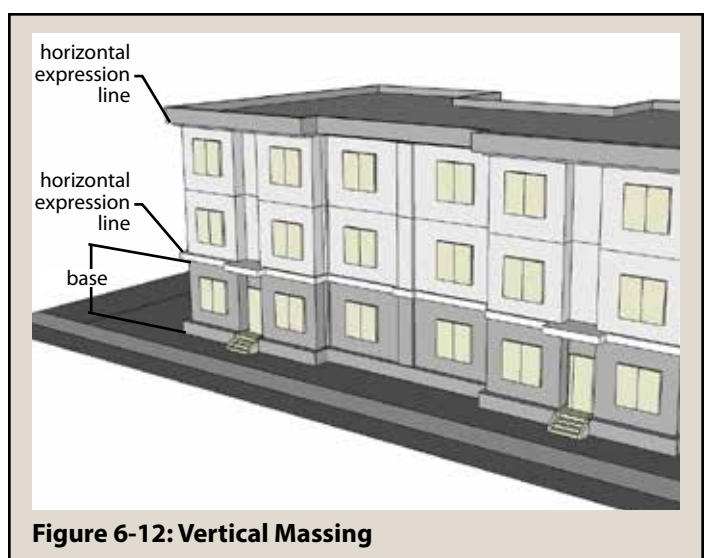 horizontal
expression
line
horizontal
expression
line
base
Figure 6-12: Vertical Massing